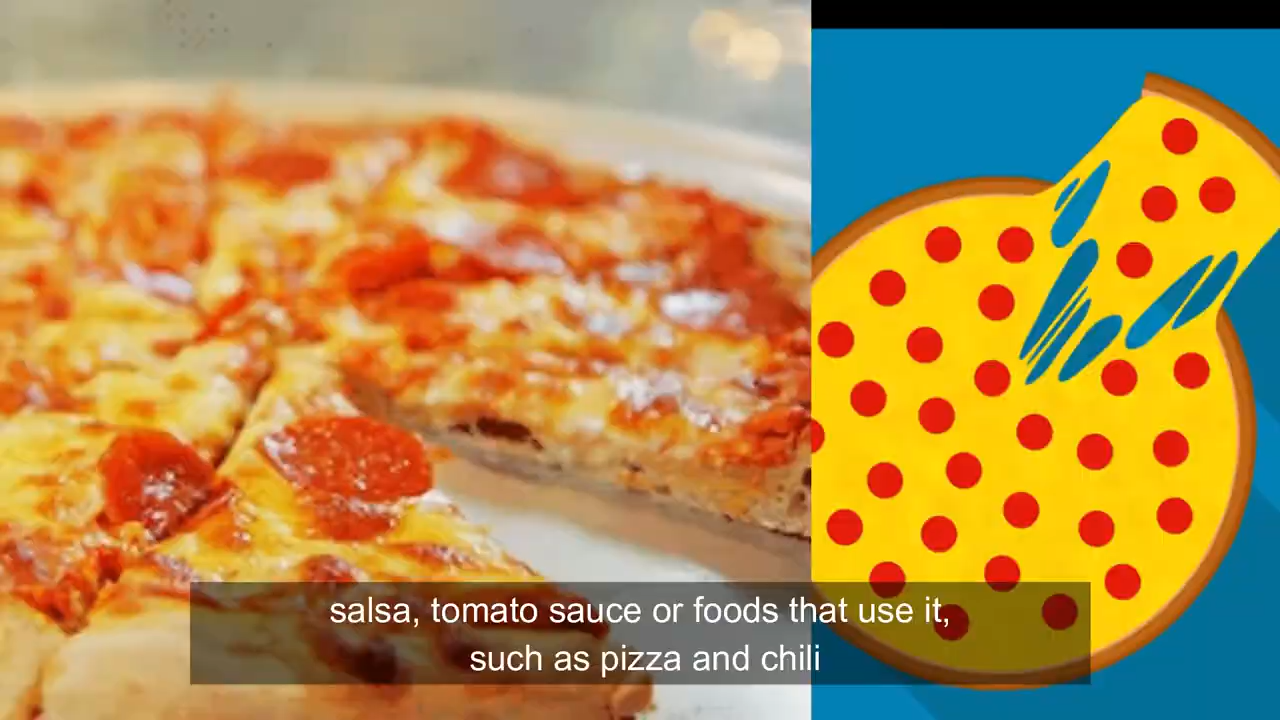 salsa, tomato sauce or foods that use it,
such as pizza and chili